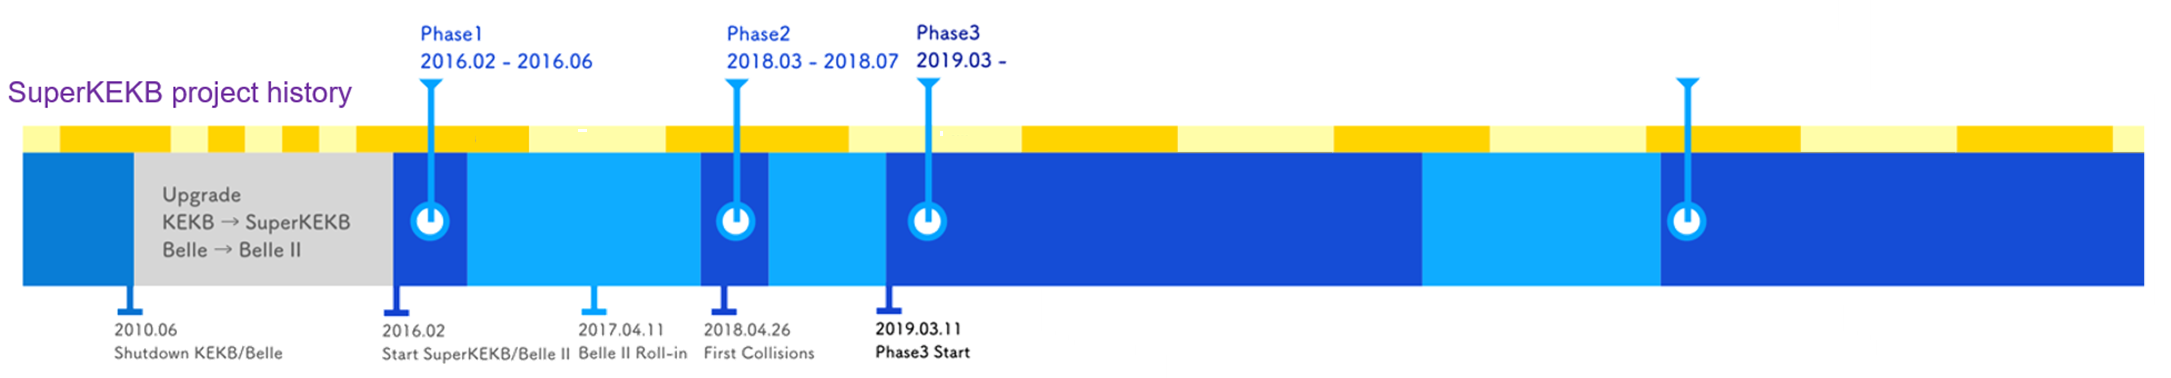 Phase1
2016.02 - 2016.06
Phase2
2018.03 - 2018.07
Phase3
2019.03 -
SuperKEKB project history
Upgrade
KEKB → SuperKEKB
Belle → Belle II
2010.06
Shutdown KEKB/Belle
2016.02
Start SuperKEKB/Belle II
2017.04.11
Belle II Roll-in
2018.04.26
First Collisions
2019.03.11
Phase3 Start